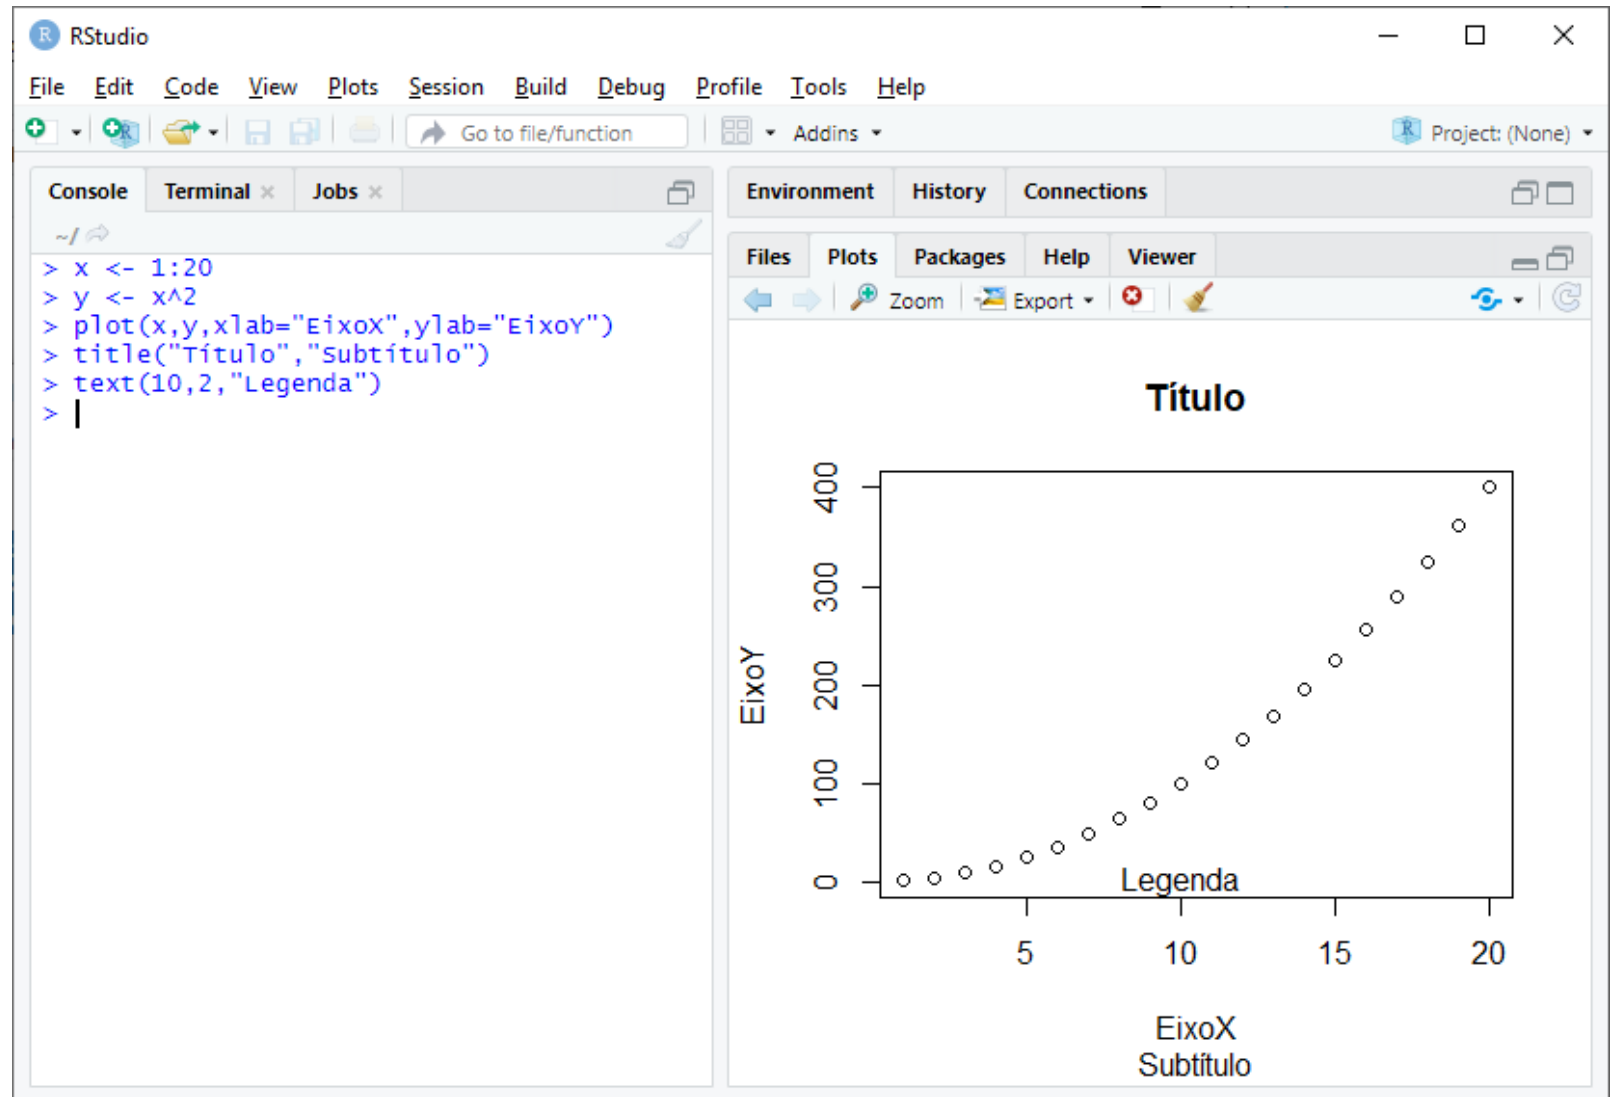 RStudio
File Edit Code View Plots Session Build Debug Profile Tools Help
Go to file/function Addins Project: (None)
Console Terminal Jobs
~/
> x <- 1:20
> y <- x^2
> plot(x,y,xlab="EixoX",ylab="EixoY")
> title("Título","Subtítulo")
> text(10,2,"Legenda")
>
Environment History Connections
Files Plots Packages Help Viewer
Zoom Export
Título
400
300
200
100
0
EixoY
Legenda
5 10 15 20
EixoX
Subtítulo